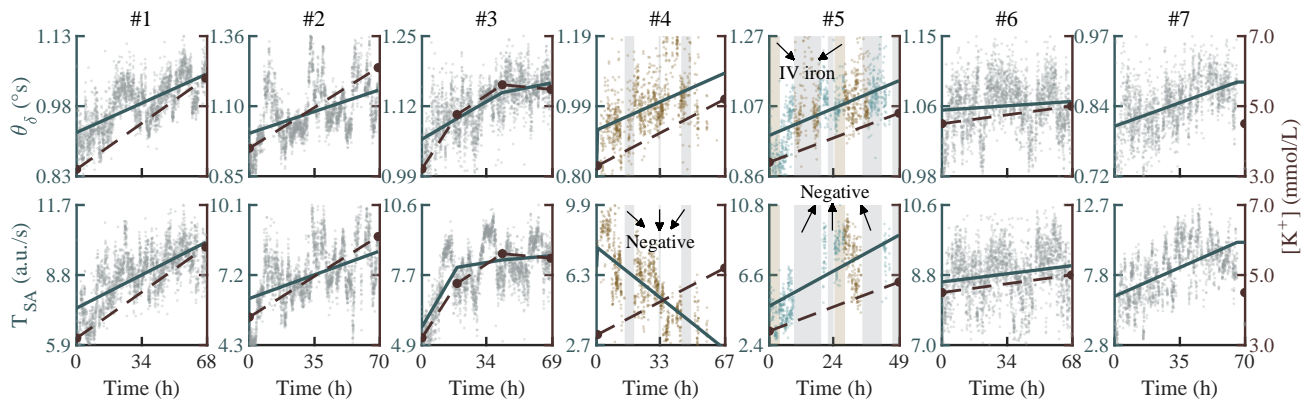 #1 #2 #3 #4 #5 #6 #7
1.13 1.36 1.25 1.19 1.27 1.15 0.97 7.0
IV iron
θδ (°s) 0.98 1.10 1.12 0.99 1.07 1.06 0.84 5.0
0.83 0.85 0.99 0.80 0.86 0.98 0.72 3.0
[K+] (mmol/L)
Negative
11.7 10.1 10.6 9.9 10.8 10.6 12.7 7.0
Negative
TSA (a.u./s) 8.8 7.2 7.7 6.3 6.6 8.8 7.8 5.0
5.9 4.3 4.9 2.7 2.4 7.0 2.8 3.0
0 34 68 0 35 70 0 34 69 0 33 67 0 24 49 0 34 68 0 35 70
Time (h) Time (h) Time (h) Time (h) Time (h) Time (h) Time (h)